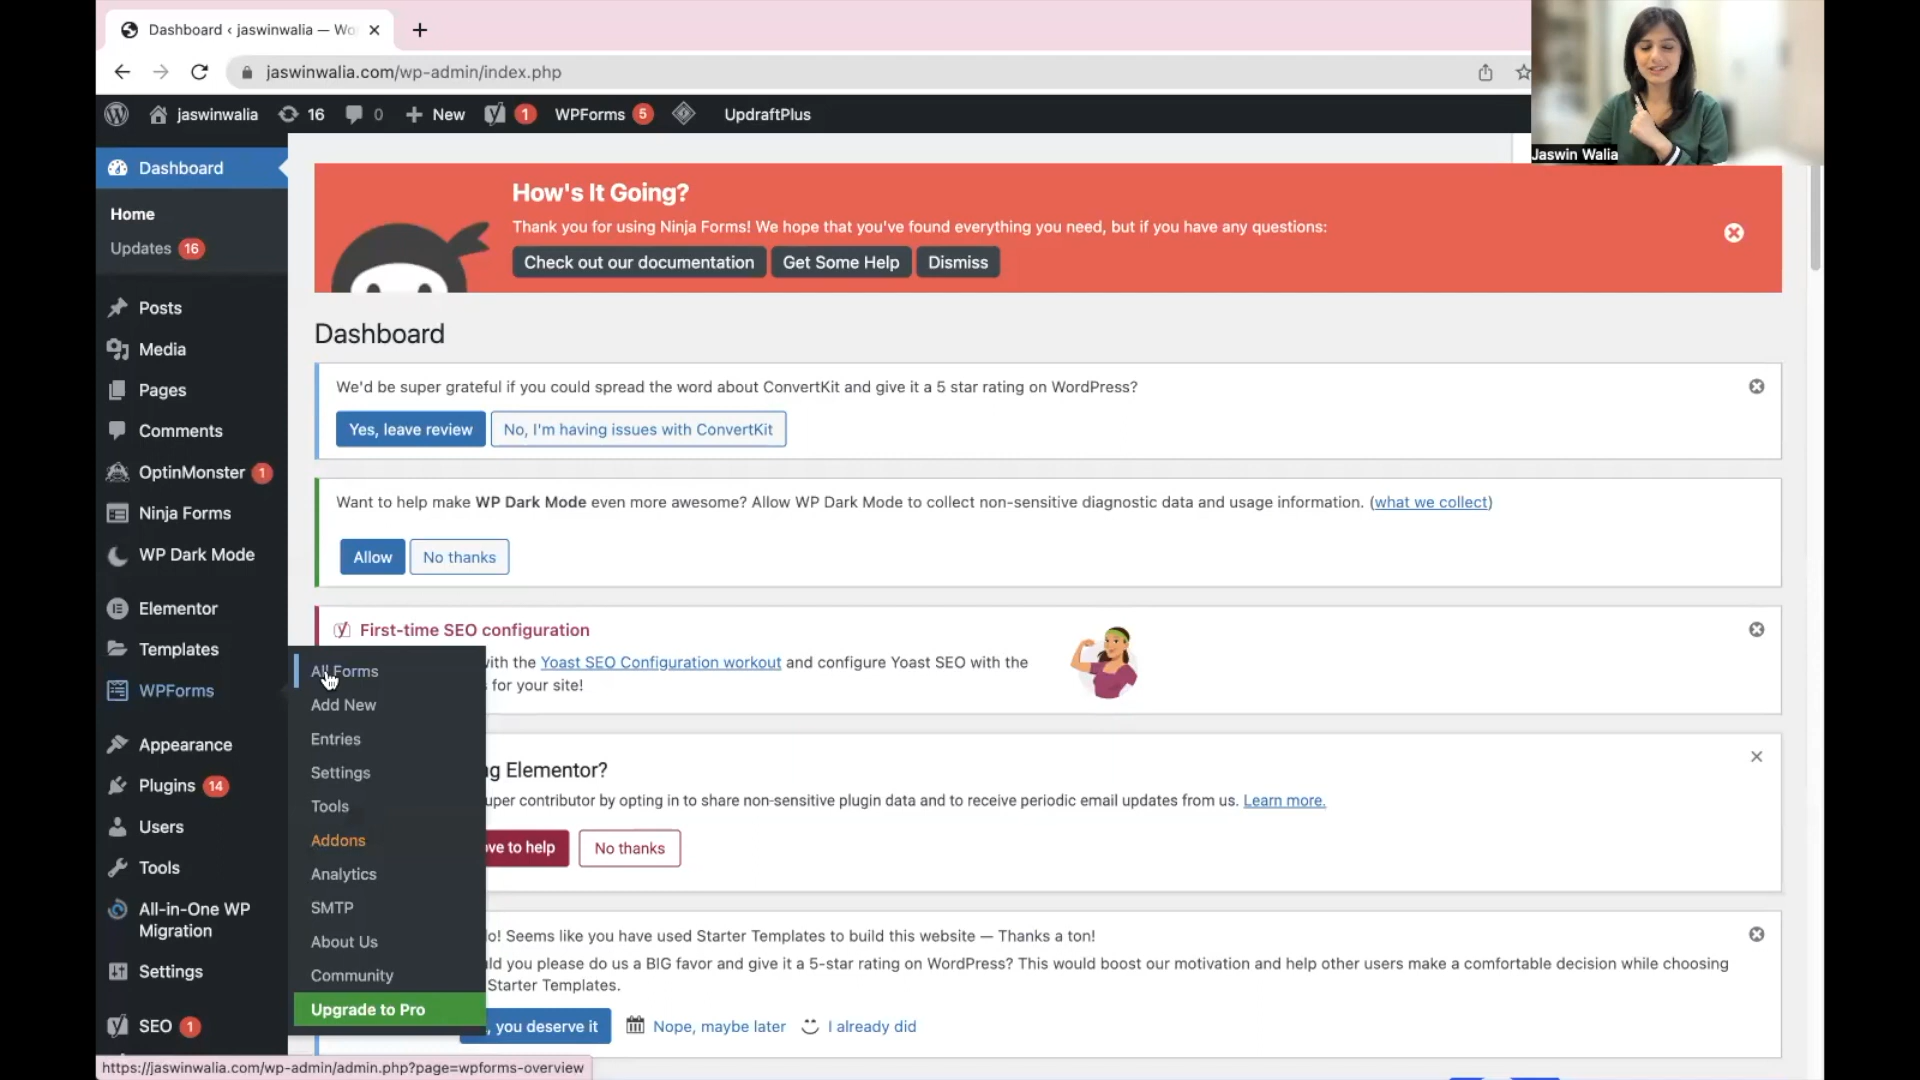 Dashboard ‹ jaswinwalia — Wo
jaswinwalia.com/wp-admin/index.php
Jaswin Walia
jaswinwalia 16 0 New 1 WPForms 5 UpdraftPlus
Dashboard
Home
Updates 16
Posts
Media
Pages
Comments
OptinMonster 1
Ninja Forms
WP Dark Mode
Elementor
Templates
WPForms
Appearance
Plugins 14
Users
Tools
All-in-One WP
Migration
Settings
SEO 1
All Forms
Add New
Entries
Settings
Tools
Addons
Analytics
SMTP
About Us
Community
Upgrade to Pro
How's It Going?
Thank you for using Ninja Forms! We hope that you've found everything you need, but if you have any questions:
Check out our documentation Get Some Help Dismiss
Dashboard
We'd be super grateful if you could spread the word about ConvertKit and give it a 5 star rating on WordPress?
Yes, leave review No, I'm having issues with ConvertKit
Want to help make WP Dark Mode even more awesome? Allow WP Dark Mode to collect non-sensitive diagnostic data and usage information. (what we collect)
Allow No thanks
First-time SEO configuration
with the Yoast SEO Configuration workout and configure Yoast SEO with the
for your site!
Elementor?
contributor by opting in to share non-sensitive plugin data and to receive periodic email updates from us. Learn more.
to help No thanks
Seems like you have used Starter Templates to build this website — Thanks a ton!
you please do us a BIG favor and give it a 5-star rating on WordPress? This would boost our motivation and help other users make a comfortable decision while choosing
Starter Templates.
you deserve it Nope, maybe later I already did
https://jaswinwalia.com/wp-admin/admin.php?page=wpforms-overview